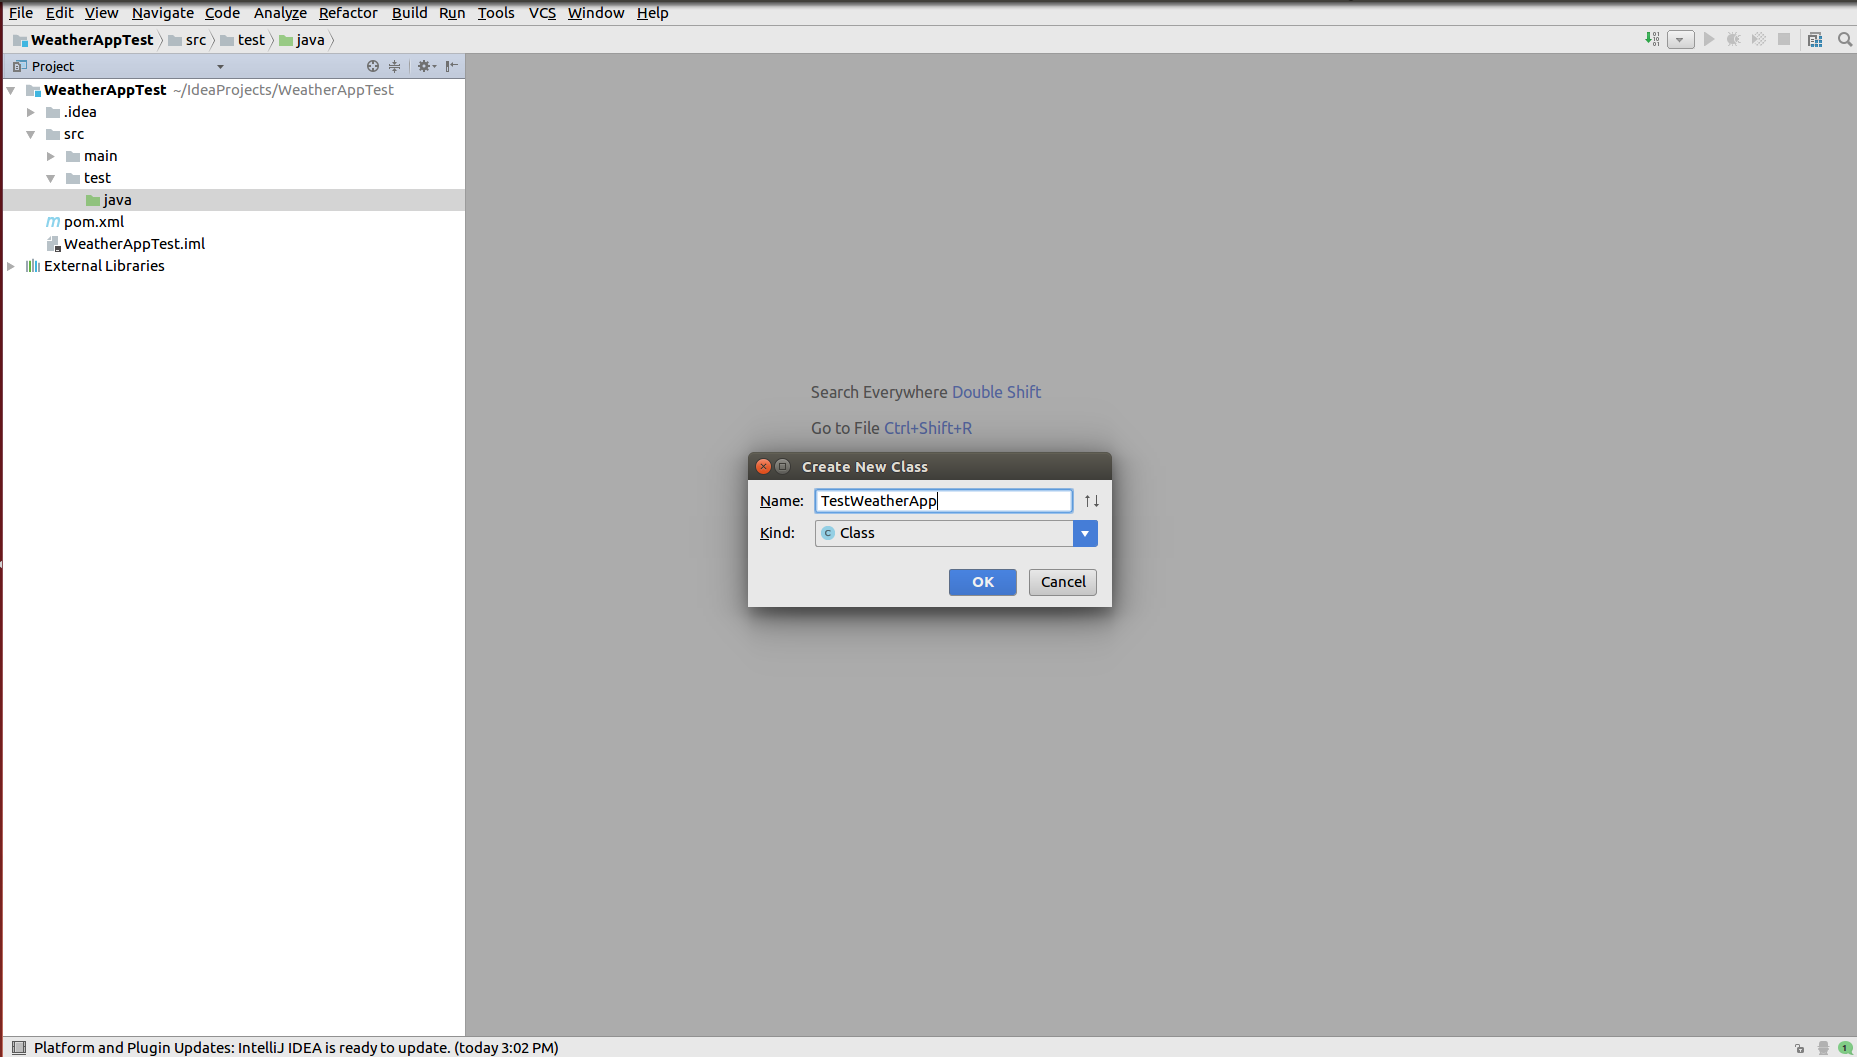 File Edit View Navigate Code Analyze Refactor Build Run Tools VCS Window Help
WeatherAppTest src test java
Project
WeatherAppTest ~/IdeaProjects/WeatherAppTest
.idea
src
main
test
java
pom.xml
WeatherAppTest.iml
External Libraries
Search Everywhere Double Shift
Go to File Ctrl+Shift+R
Create New Class
Name: TestWeatherApp
Kind: Class
OK Cancel
Platform and Plugin Updates: IntelliJ IDEA is ready to update. (today 3:02 PM)
1